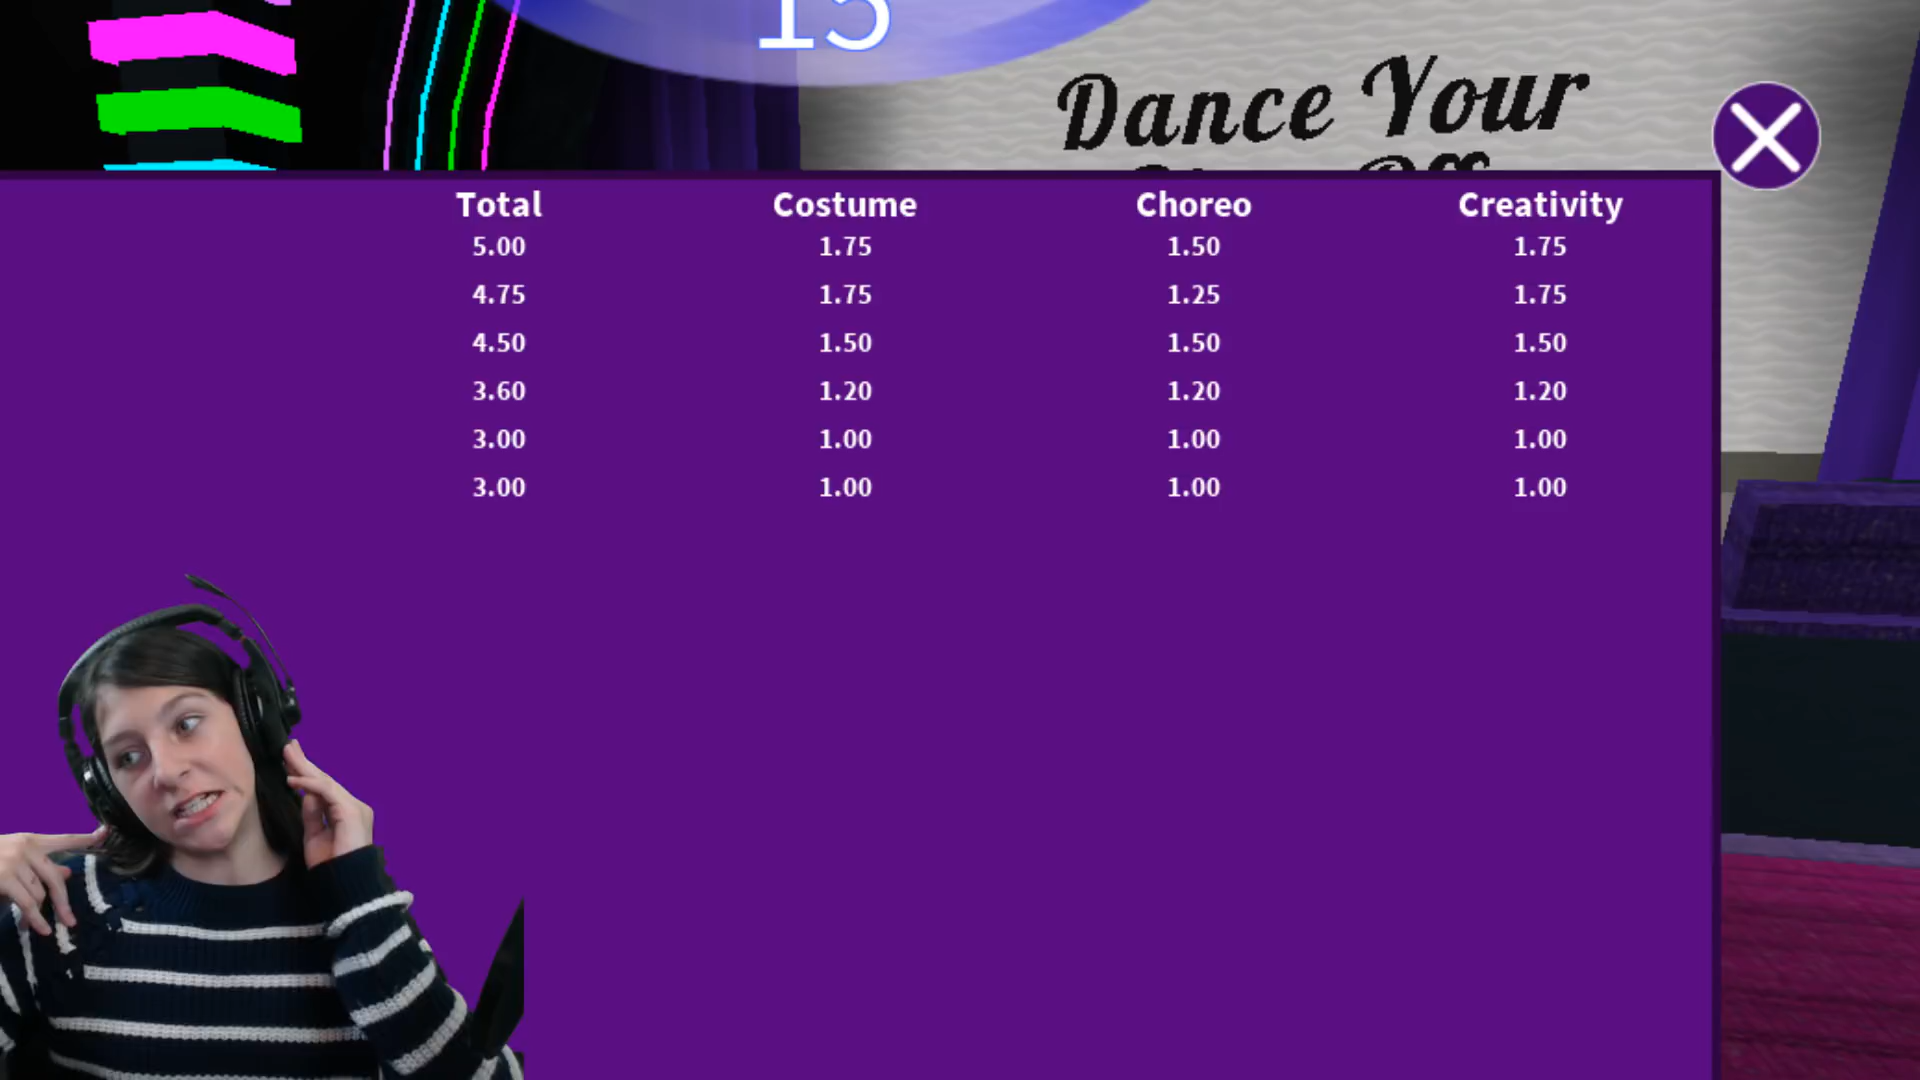 15
Dance Your
Total Costume Choreo Creativity
5.00 1.75 1.50 1.75
4.75 1.75 1.25 1.75
4.50 1.50 1.50 1.50
3.60 1.20 1.20 1.20
3.00 1.00 1.00 1.00
3.00 1.00 1.00 1.00